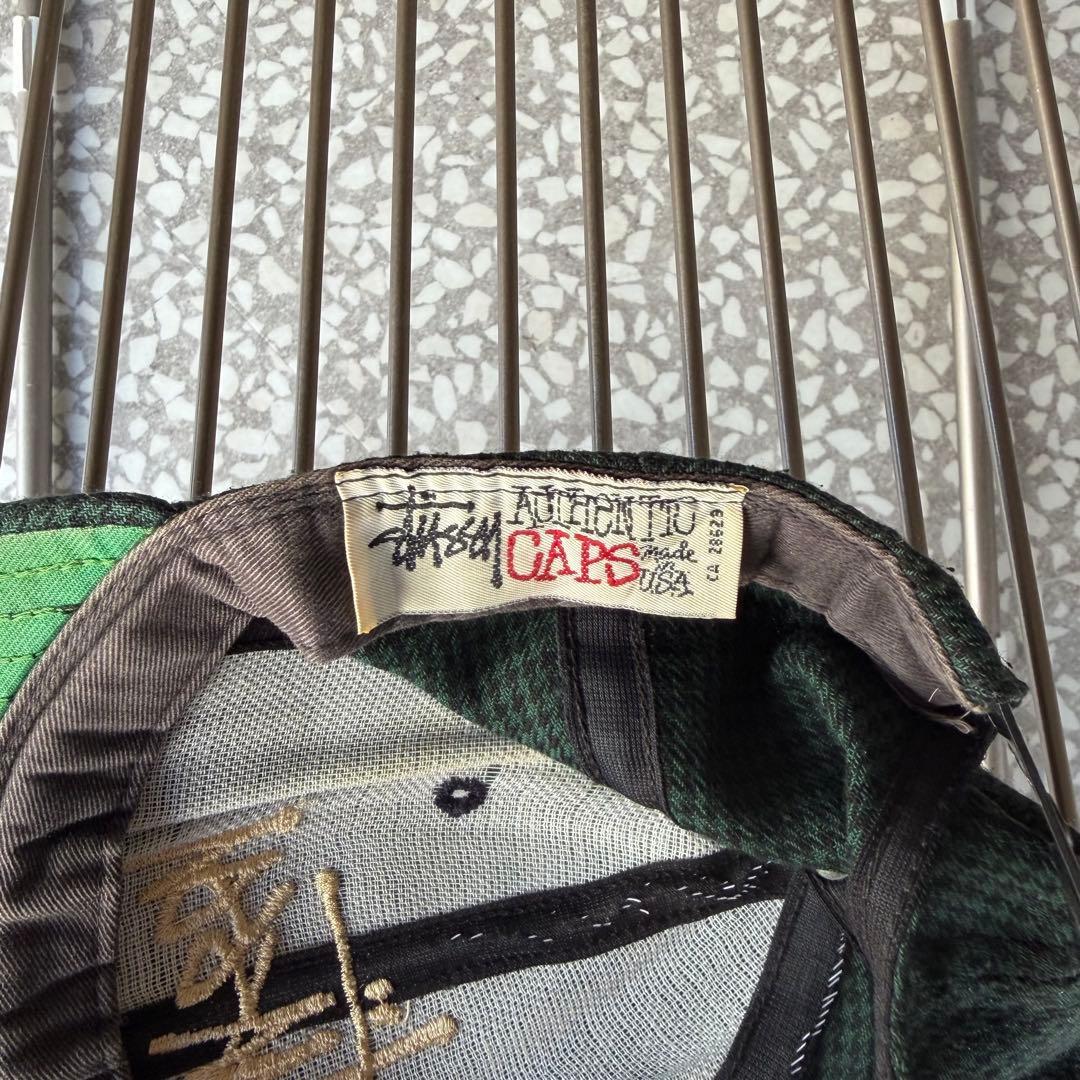 Stüssy AUTHENTIC
CAPS made in USA
CA 28629